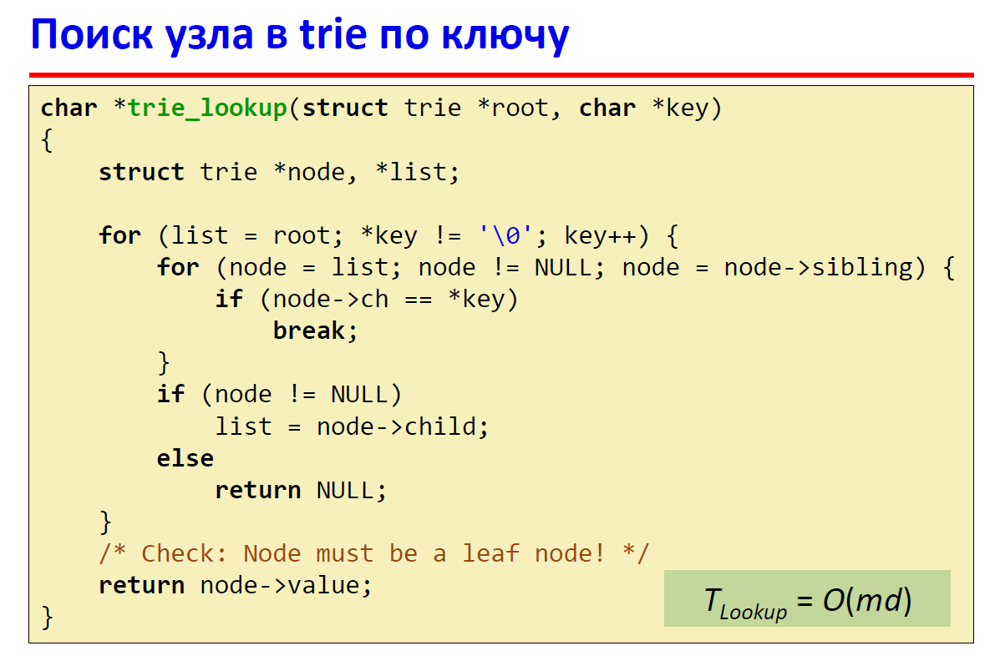 Поиск узла в trie по ключу
char *trie_lookup(struct trie *root, char *key)
{
    struct trie *node, *list;
    for (list = root; *key != '\0'; key++) {
        for (node = list; node != NULL; node = node->sibling) {
            if (node->ch == *key)
                break;
        }
        if (node != NULL)
            list = node->child;
        else
            return NULL;
    }
    /* Check: Node must be a leaf node! */
    return node->value;
}
TLookup = O(md)